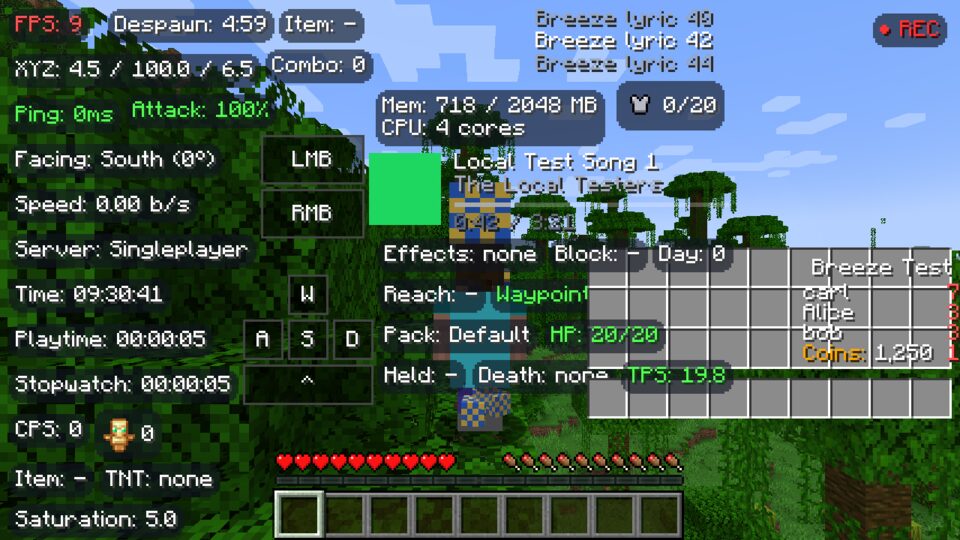 FPS: 9 Despawn: 4:59 Item: -
Breeze lyric 42
Breeze lyric 44
● REC
XYZ: 4.5 / 100.0 / 6.5 Combo: 0
Ping: 0ms Attack: 100%
Mem: 718 / 2048 MB
CPU: 4 cores
0/20
Facing: South (0°)
LMB
Local Test Song 1
The Local Testers
Speed: 0.00 b/s
RMB
Server: Singleplayer
Effects: none Block: - Day: 0
Breeze Test
Time: 09:30:41
W
Reach: - Waypoint
carl
Alice
bob
Coins: 1,250
Playtime: 00:00:05
A S D
Pack: Default HP: 20/20
Stopwatch: 00:00:05
^
Held: - Death: none TPS: 19.8
CPS: 0
0
Item: - TNT: none
Saturation: 5.0